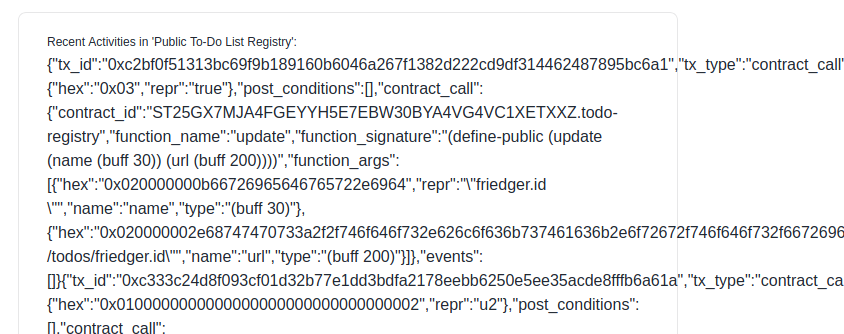 Recent Activities in 'Public To-Do List Registry':
{"tx_id":"0xc2bf0f51313bc69f9b189160b6046a267f1382d222cd9df314462487895bc6a1","tx_type":"contract_call"
{"hex":"0x03","repr":"true"},"post_conditions":[],"contract_call":
{"contract_id":"ST25GX7MJA4FGEYYH5E7EBW30BYA4VG4VC1XETXXZ.todo-
registry","function_name":"update","function_signature":"(define-public (update
(name (buff 30)) (url (buff 200))))","function_args":
[{"hex":"0x020000000b66726965646765722e6964","repr":"\"friedger.id
\"","name":"name","type":"(buff 30)"},
{"hex":"0x020000002e68747470733a2f2f746f646f732e626c6f636b737461636b2e6f72672f746f646f732f6672696
/todos/friedger.id\"","name":"url","type":"(buff 200)"}]},"events":
[]}{"tx_id":"0xc333c24d8f093cf01d32b77e1dd3bdfa2178eebb6250e5ee35acde8fffb6a61a","tx_type":"contract_ca
{"hex":"0x0100000000000000000000000000000002","repr":"u2"},"post_conditions":
[],"contract_call":